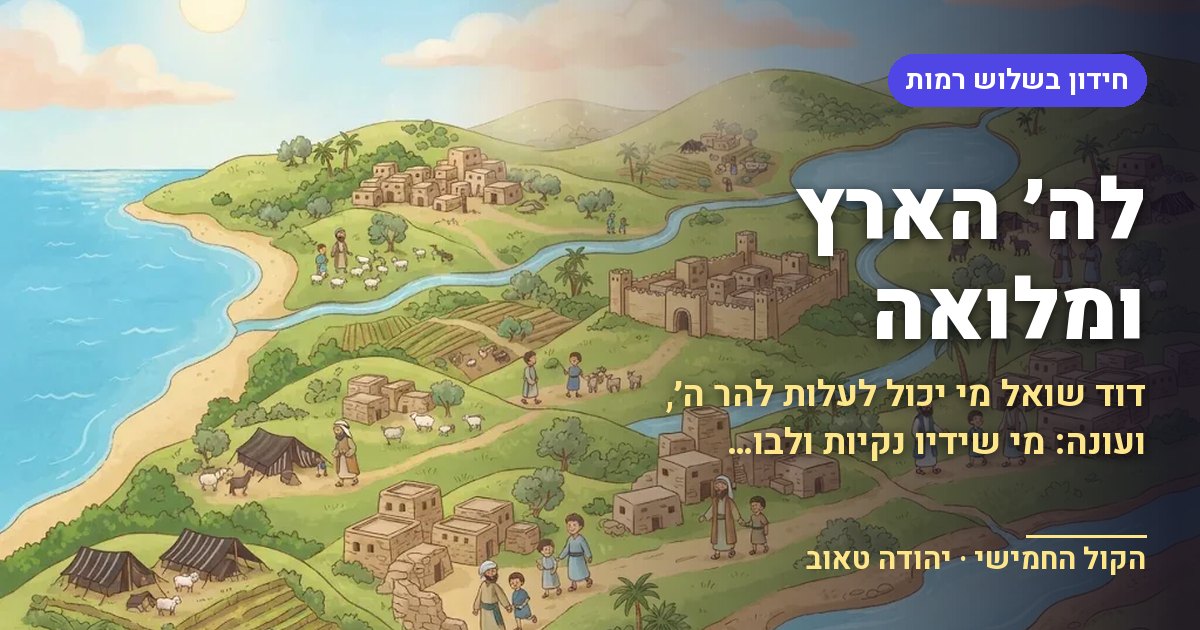 חידון בשלוש רמות
לה׳ הארץ
ומלואה
דוד שואל מי יכול לעלות להר ה׳,
ועונה: מי שידיו נקיות ולבו...
הקול החמישי · יהודה טאוב